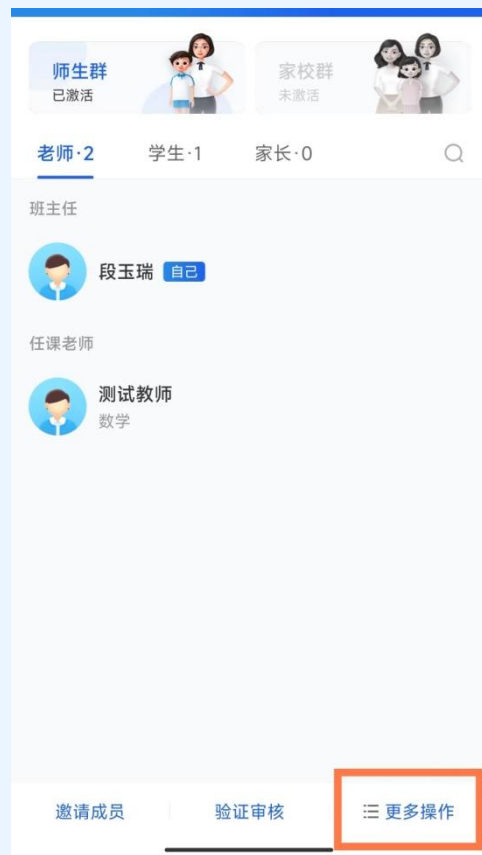 师生群
已激活
家校群
未激活
老师·2
学生·1
家长·0
班主任
段玉瑞 自己
任课老师
测试教师
数学
邀请成员
验证审核
更多操作